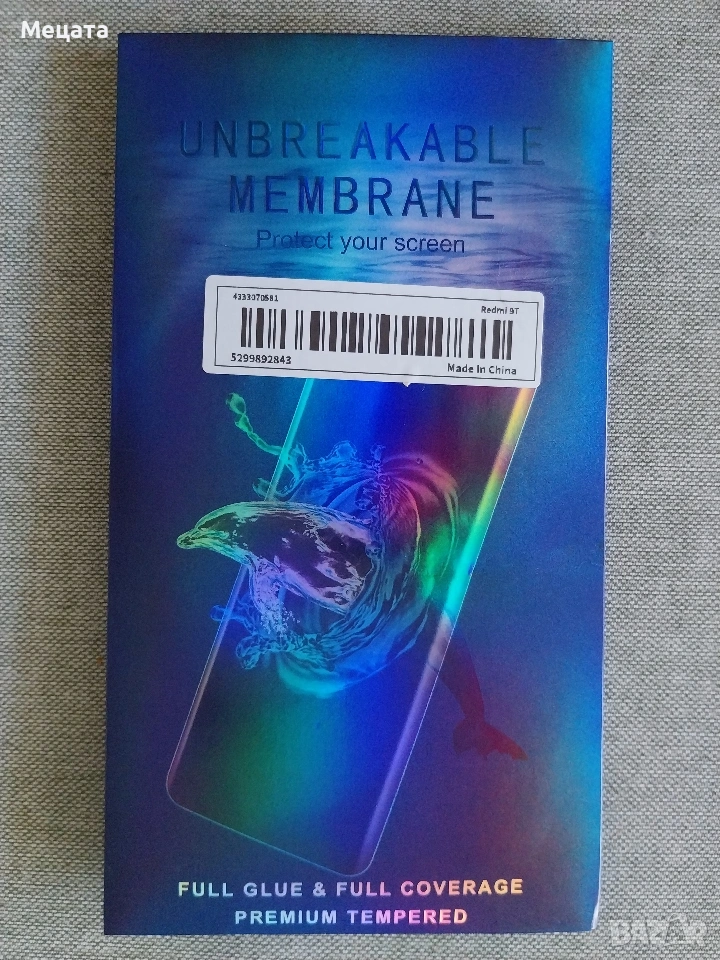 Мецата
UNBREAKABLE
MEMBRANE
Protect your screen
4333070581
Redmi 9T
5299892843
Made In China
FULL GLUE & FULL COVERAGE
PREMIUM TEMPERED
BAZAR